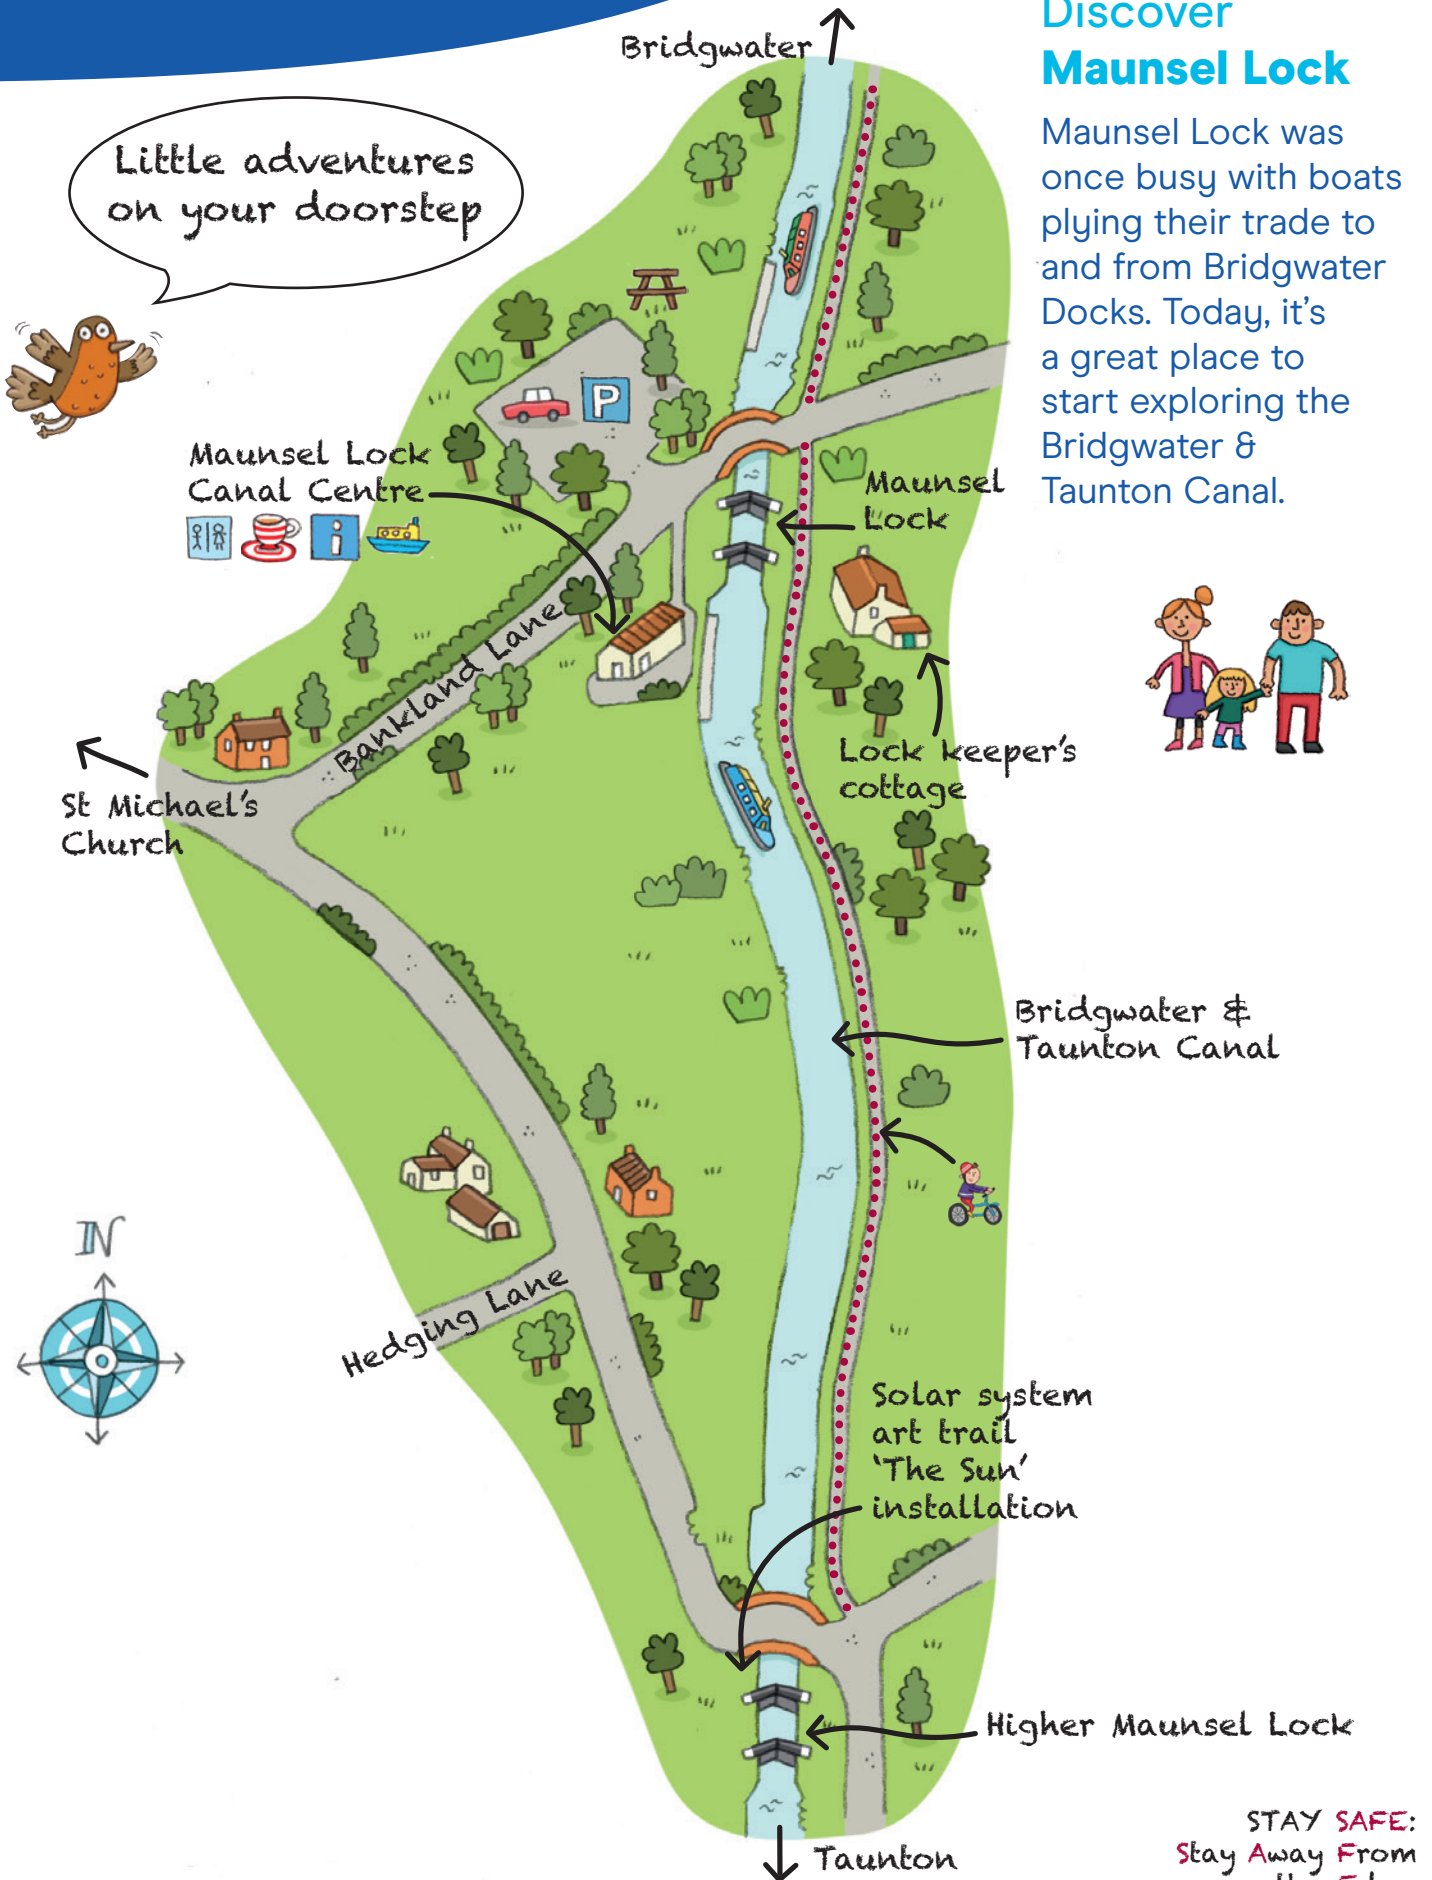 Discover
Maunsel Lock
Maunsel Lock was
once busy with boats
plying their trade to
and from Bridgwater
Docks. Today, it's
a great place to
start exploring the
Bridgwater &
Taunton Canal.
Bridgwater
Little adventures
on your doorstep
P
Maunsel Lock
Canal Centre
i
Maunsel
Lock
Bankland Lane
Lock keeper's
cottage
St Michael's
Church
Bridgwater &
Taunton Canal
N
Hedging Lane
Solar system
art trail
'The Sun'
installation
Higher Maunsel Lock
Taunton
STAY SAFE:
Stay Away From